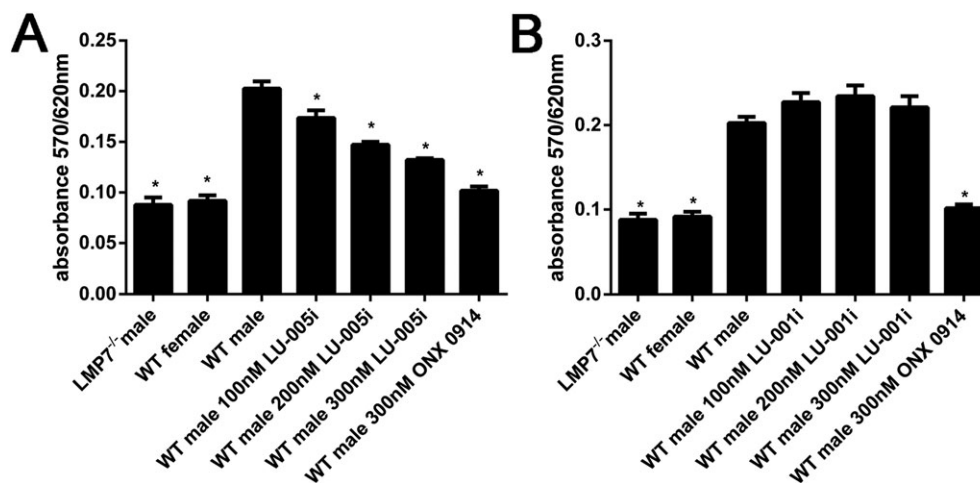 A
absorbance 570/620nm
0.25
0.20
0.15
0.10
0.05
0.00
*
*
*
*
*
*
LMP7-/- male
WT female
WT male
WT male 100nM LU-005i
WT male 200nM LU-005i
WT male 300nM LU-005i
WT male 300nM ONX 0914
B
absorbance 570/620nm
0.3
0.2
0.1
0.0
*
*
*
LMP7-/- male
WT female
WT male
WT male 100nM LU-001i
WT male 200nM LU-001i
WT male 300nM LU-001i
WT male 300nM ONX 0914